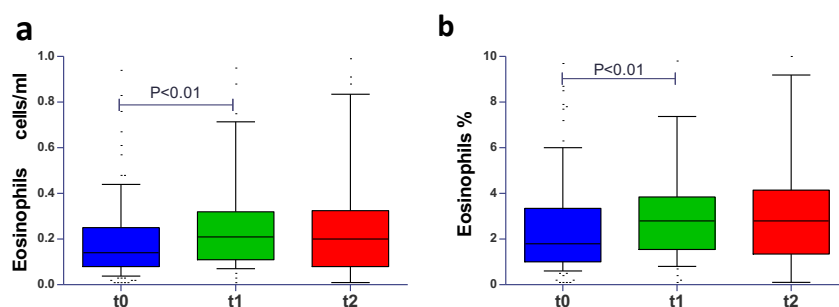 a
Eosinophils cells/ml
1.0
0.8
0.6
0.4
0.2
0.0
P<0.01
t0 t1 t2
b
Eosinophils %
10
8
6
4
2
0
P<0.01
t0 t1 t2